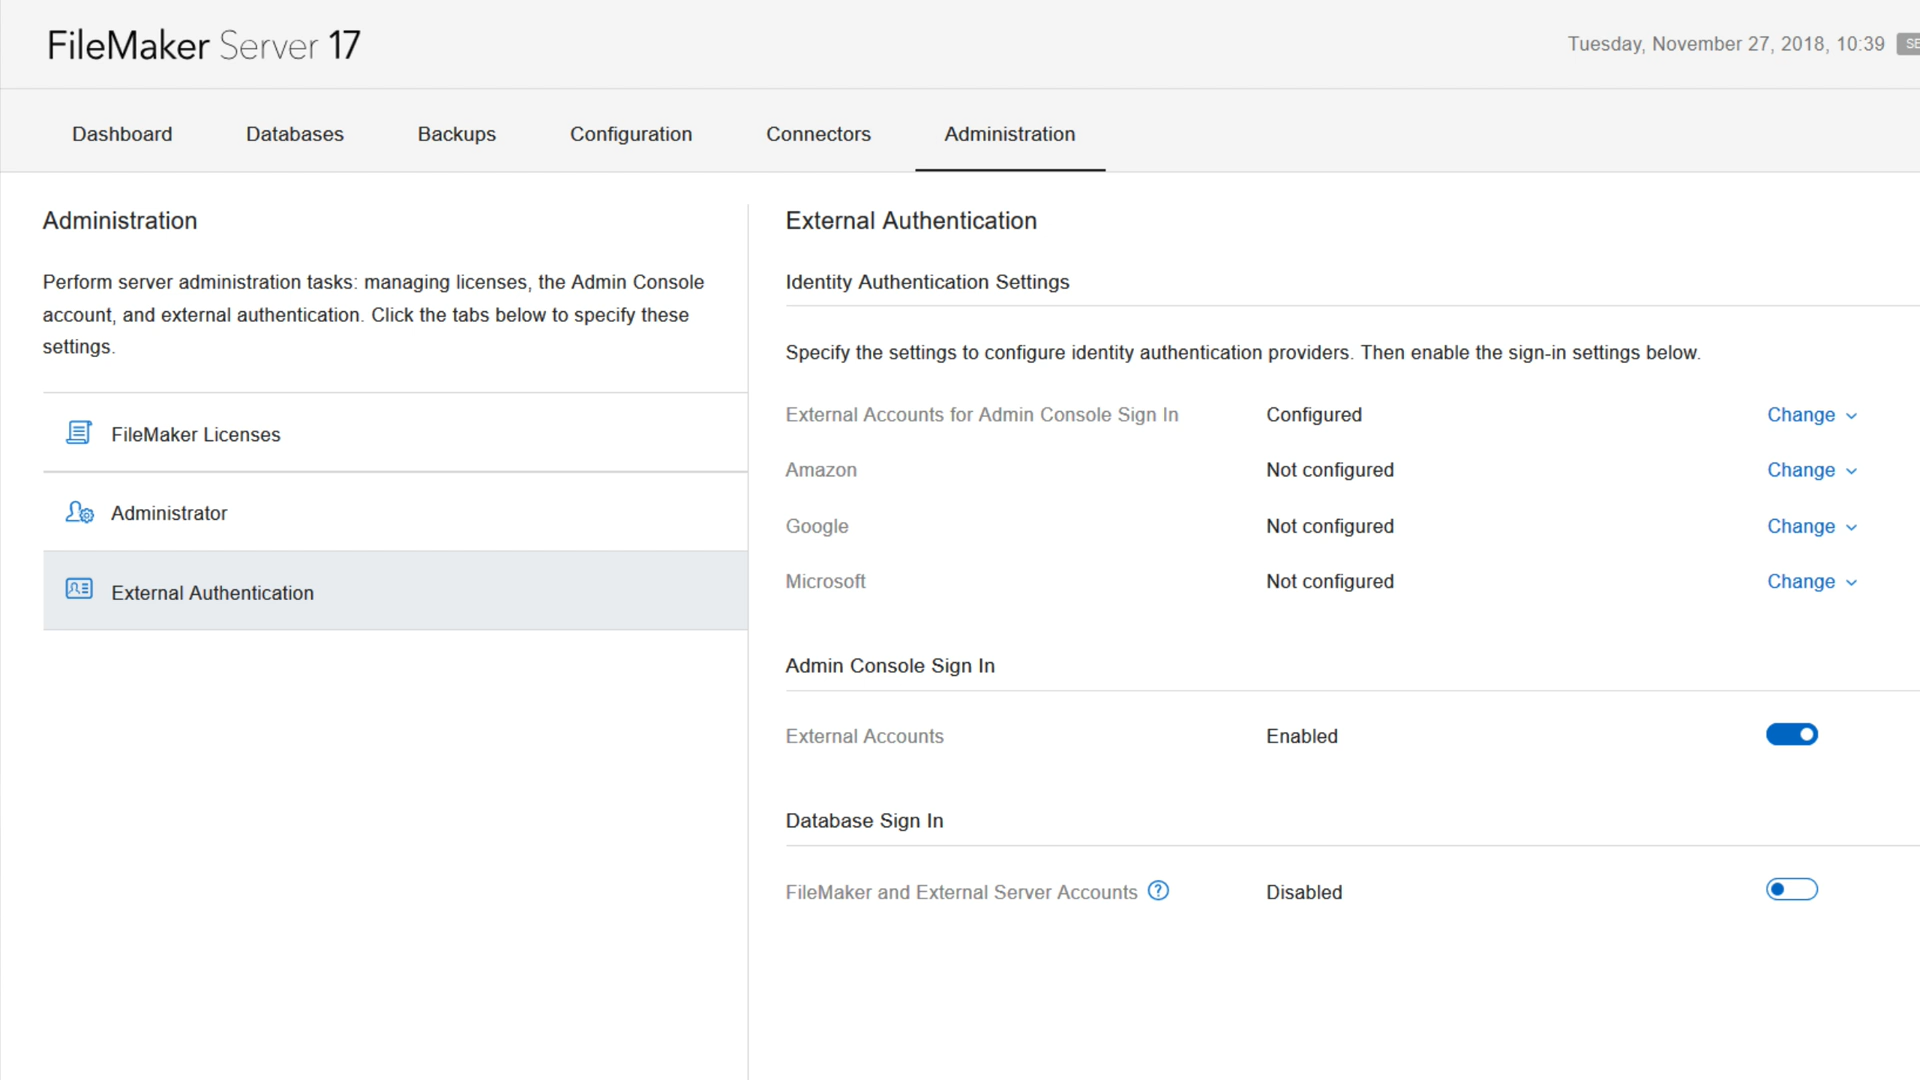 FileMaker Server 17
Tuesday, November 27, 2018, 10:39
Dashboard
Databases
Backups
Configuration
Connectors
Administration
Administration
Perform server administration tasks: managing licenses, the Admin Console
account, and external authentication. Click the tabs below to specify these
settings.
FileMaker Licenses
Administrator
External Authentication
External Authentication
Identity Authentication Settings
Specify the settings to configure identity authentication providers. Then enable the sign-in settings below.
External Accounts for Admin Console Sign In Configured Change
Amazon Not configured Change
Google Not configured Change
Microsoft Not configured Change
Admin Console Sign In
External Accounts Enabled
Database Sign In
FileMaker and External Server Accounts ? Disabled